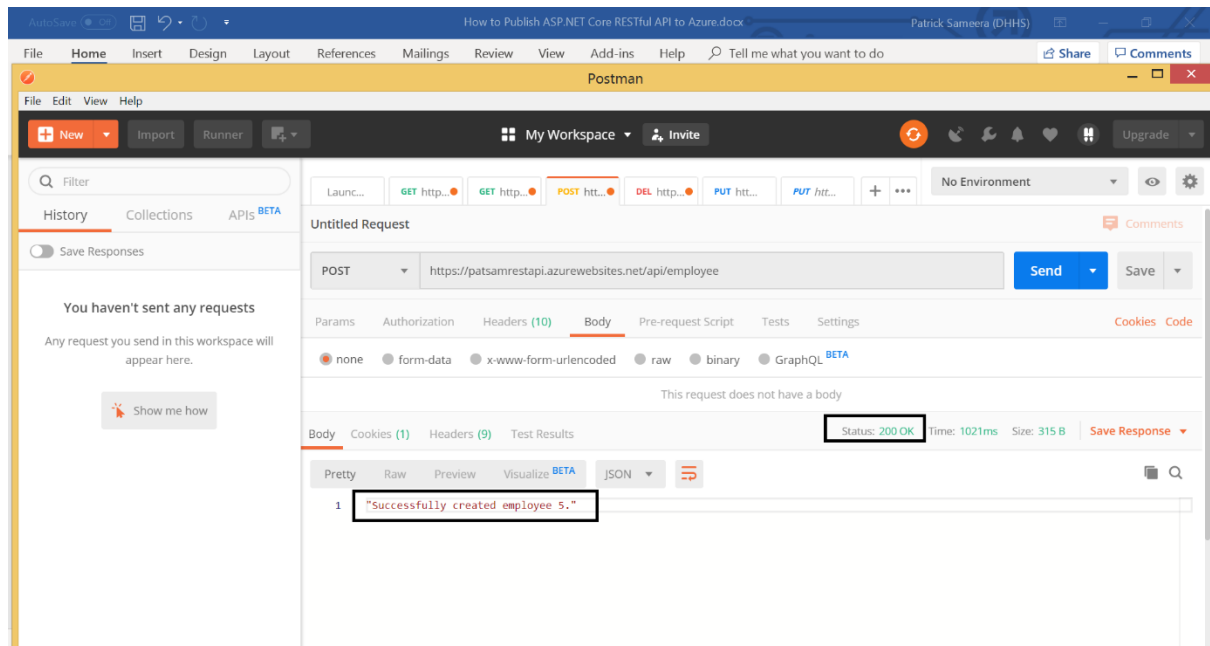 AutoSave Off How to Publish ASP.NET Core RESTful API to Azure.docx Patrick Sameera (DHHS)
File Home Insert Design Layout References Mailings Review View Add-ins Help Tell me what you want to do Share Comments
Postman
File Edit View Help
New Import Runner My Workspace Invite Upgrade
Filter
Launc... GET http... GET http... POST htt... DEL http... PUT htt... PUT htt... No Environment
History Collections APIs BETA
Untitled Request Comments
Save Responses
POST https://patsamrestapi.azurewebsites.net/api/employee Send Save
You haven't sent any requests
Any request you send in this workspace will
appear here.
Show me how
Params Authorization Headers (10) Body Pre-request Script Tests Settings Cookies Code
none form-data x-www-form-urlencoded raw binary GraphQL BETA
This request does not have a body
Body Cookies (1) Headers (9) Test Results Status: 200 OK Time: 1021ms Size: 315 B Save Response
Pretty Raw Preview Visualize BETA JSON
1 "Successfully created employee 5."